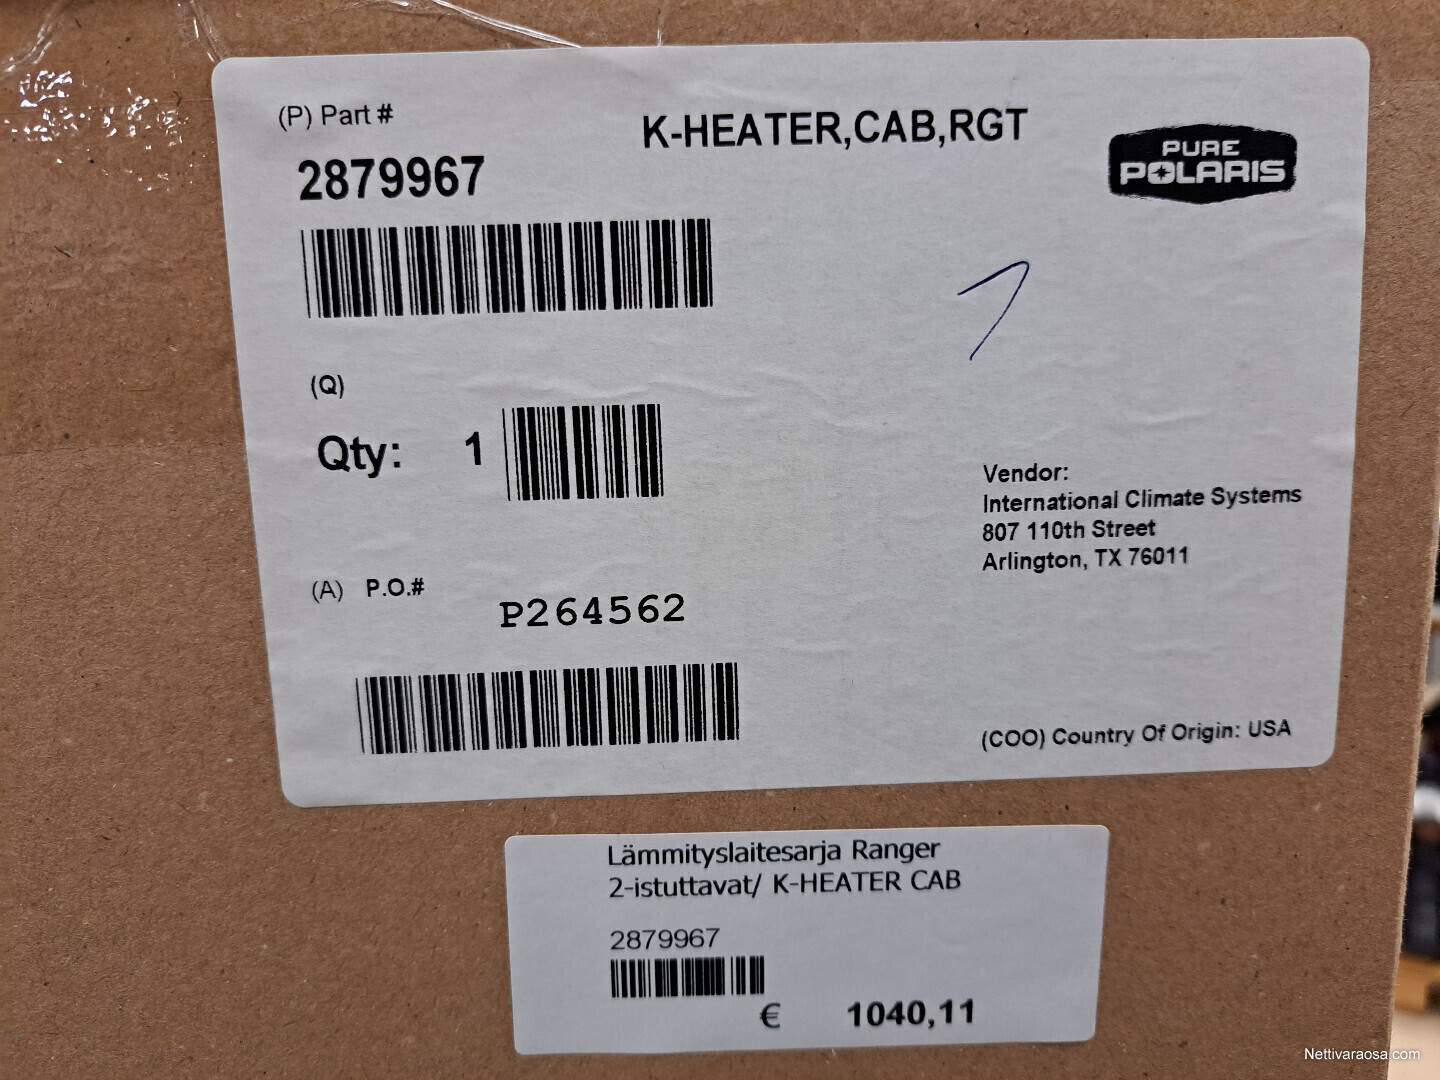 (P) Part #
K-HEATER,CAB,RGT
PURE
POLARIS
2879967
(Q)
Qty: 1
Vendor:
International Climate Systems
807 110th Street
Arlington, TX 76011
(A) P.O.#
P264562
(COO) Country Of Origin: USA
Lämmityslaitesarja Ranger
2-istuttavat/ K-HEATER CAB
2879967
€ 1040,11
Nettivaraosa.com